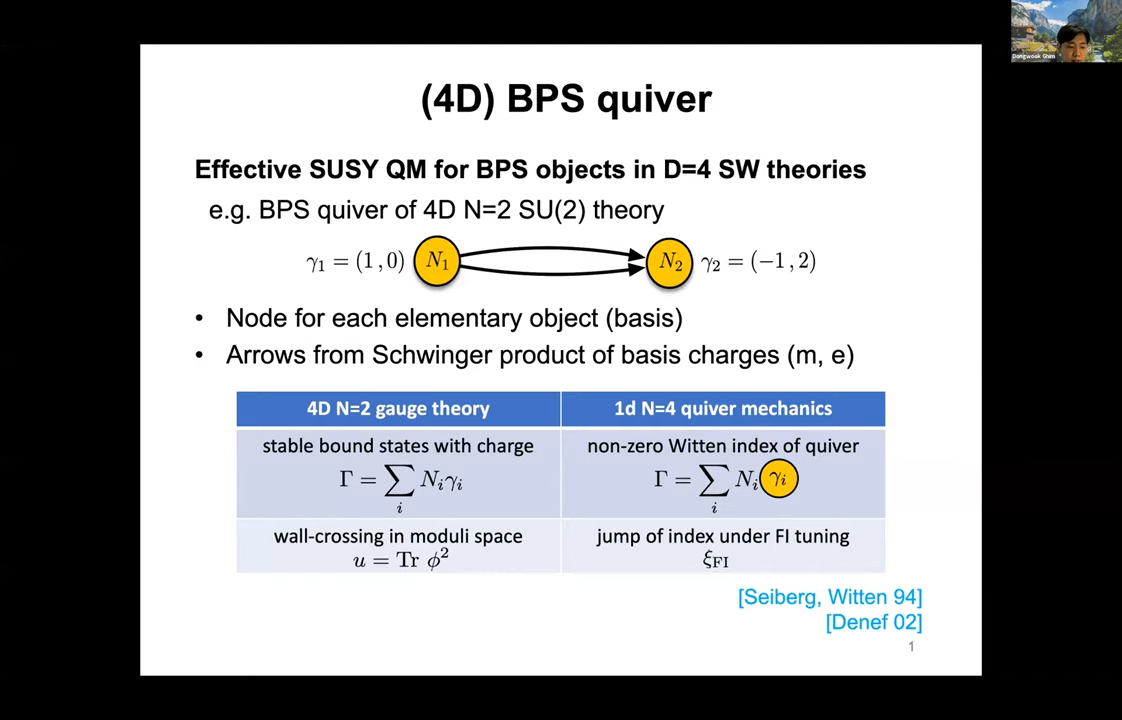 Dongwook Ghim
(4D) BPS quiver
Effective SUSY QM for BPS objects in D=4 SW theories
e.g. BPS quiver of 4D N=2 SU(2) theory
γ₁ = (1, 0) N₁ N₂ γ₂ = (−1, 2)
• Node for each elementary object (basis)
• Arrows from Schwinger product of basis charges (m, e)
4D N=2 gauge theory 1d N=4 quiver mechanics
stable bound states with charge non-zero Witten index of quiver
Γ = ∑ᵢ Nᵢγᵢ Γ = ∑ᵢ Nᵢ γᵢ
wall-crossing in moduli space jump of index under FI tuning
u = Tr ϕ² ξFI
[Seiberg, Witten 94]
[Denef 02]
1